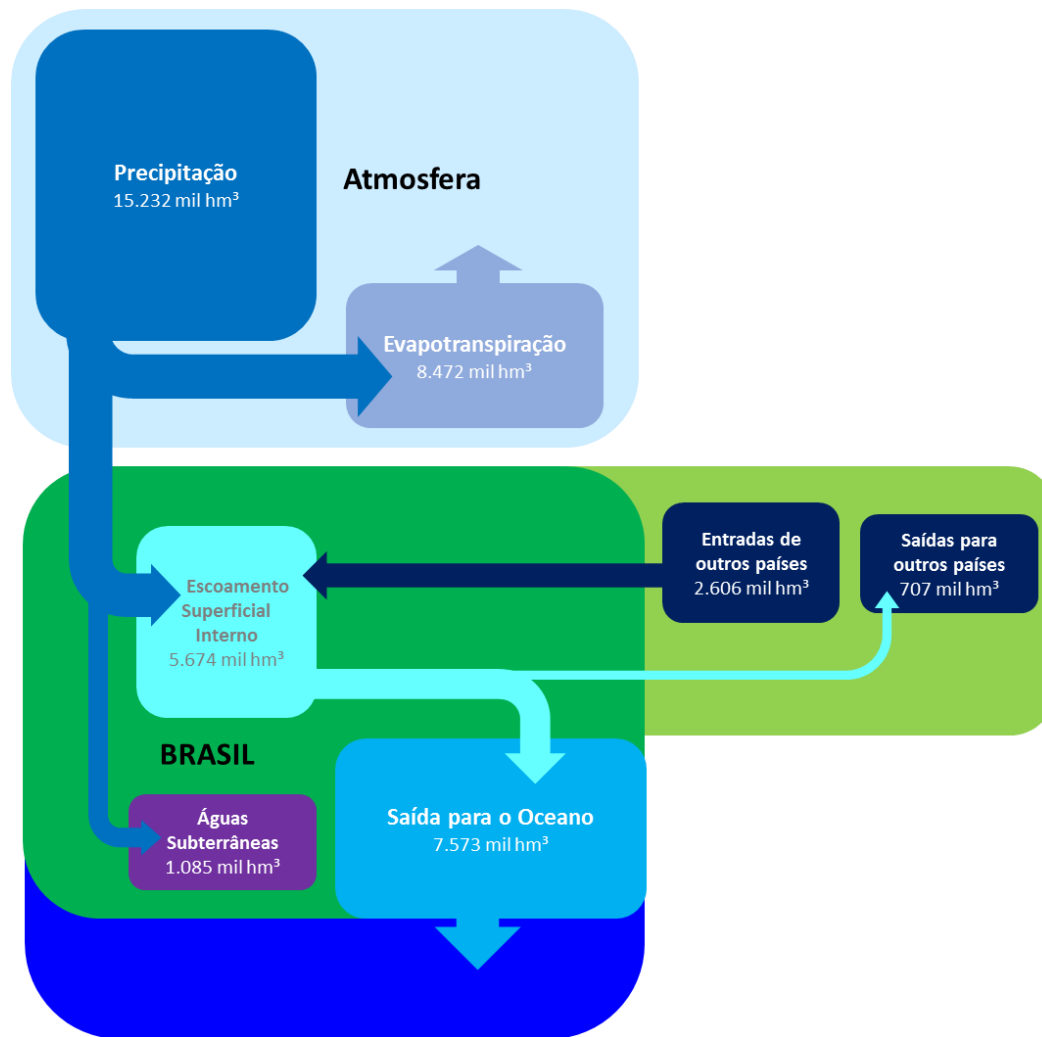 Precipitação
15.232 mil hm³
Atmosfera
Evapotranspiração
8.472 mil hm³
Entradas de
outros países
2.606 mil hm³
Saídas para
outros países
707 mil hm³
Escoamento
Superficial
Interno
5.674 mil hm³
BRASIL
Águas
Subterrâneas
1.085 mil hm³
Saída para o Oceano
7.573 mil hm³